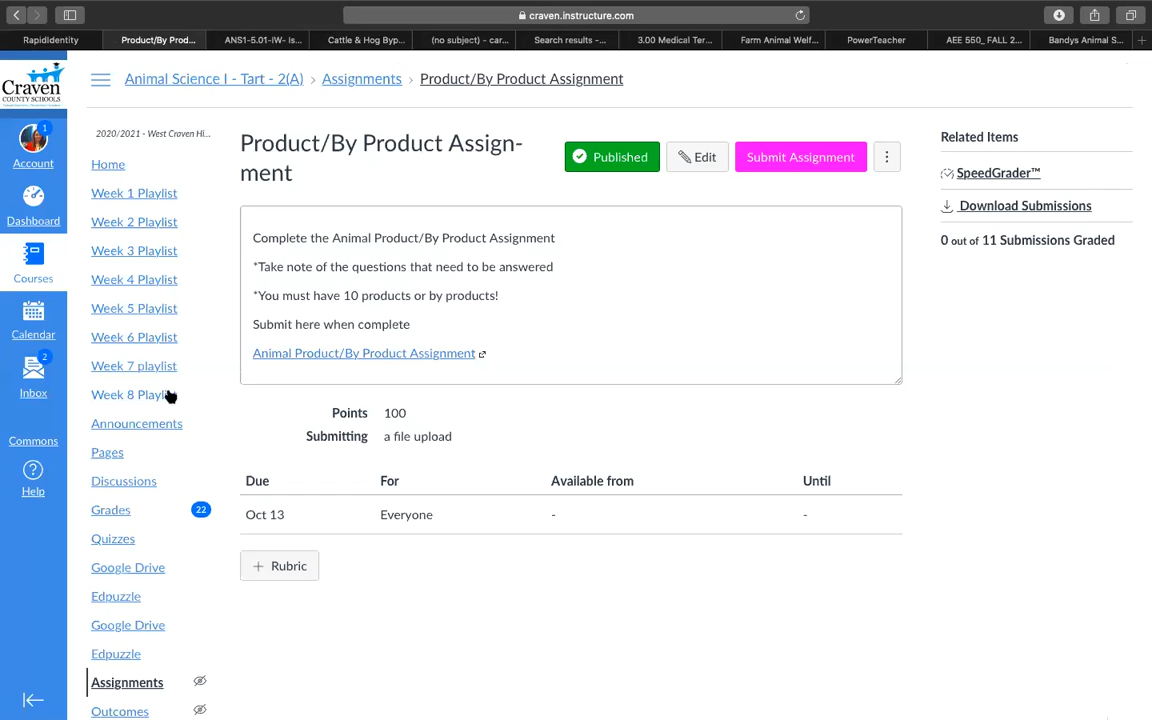 craven.instructure.com
RapidIdentity
Product/By Prod...
ANS1-5.01-IW- Is...
Cattle & Hog Byp...
(no subject) - car...
Search results -...
3.00 Medical Ter...
Farm Animal Welf...
PowerTeacher
AEE 550_ FALL 2...
Bandys Animal S...
Craven
COUNTY SCHOOLS
Animal Science I - Tart - 2(A) › Assignments › Product/By Product Assignment
1
Account
Dashboard
Courses
Calendar
2
Inbox
Commons
Help
2020/2021 - West Craven Hi...
Home
Week 1 Playlist
Week 2 Playlist
Week 3 Playlist
Week 4 Playlist
Week 5 Playlist
Week 6 Playlist
Week 7 playlist
Week 8 Playlist
Announcements
Pages
Discussions
Grades 22
Quizzes
Google Drive
Edpuzzle
Google Drive
Edpuzzle
Assignments
Outcomes
Product/By Product Assign-
ment
Published
Edit
Submit Assignment
Complete the Animal Product/By Product Assignment
*Take note of the questions that need to be answered
*You must have 10 products or by products!
Submit here when complete
Animal Product/By Product Assignment
Points 100
Submitting a file upload
Due For Available from Until
Oct 13 Everyone - -
+ Rubric
Related Items
SpeedGrader™
Download Submissions
0 out of 11 Submissions Graded